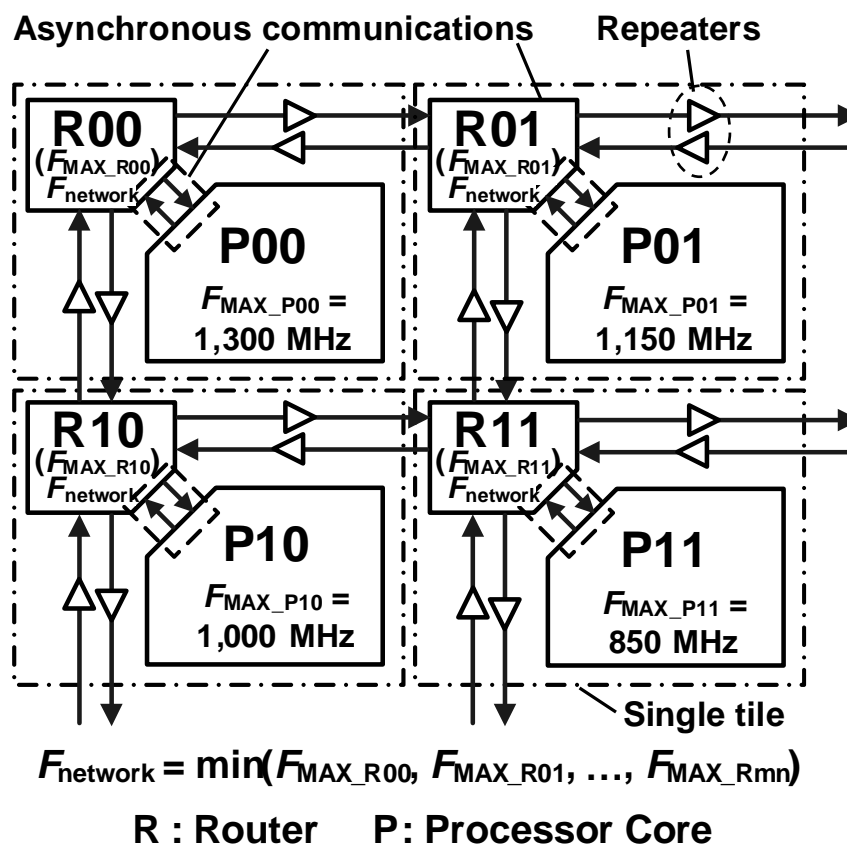 Asynchronous communications
Repeaters
R00
(FMAX_R00)
Fnetwork
P00
FMAX_P00 =
1,300 MHz
R01
(FMAX_R01)
Fnetwork
P01
FMAX_P01 =
1,150 MHz
R10
(FMAX_R10)
Fnetwork
P10
FMAX_P10 =
1,000 MHz
R11
(FMAX_R11)
Fnetwork
P11
FMAX_P11 =
850 MHz
Single tile
Fnetwork = min(FMAX_R00, FMAX_R01, ..., FMAX_Rmn)
R : Router P: Processor Core